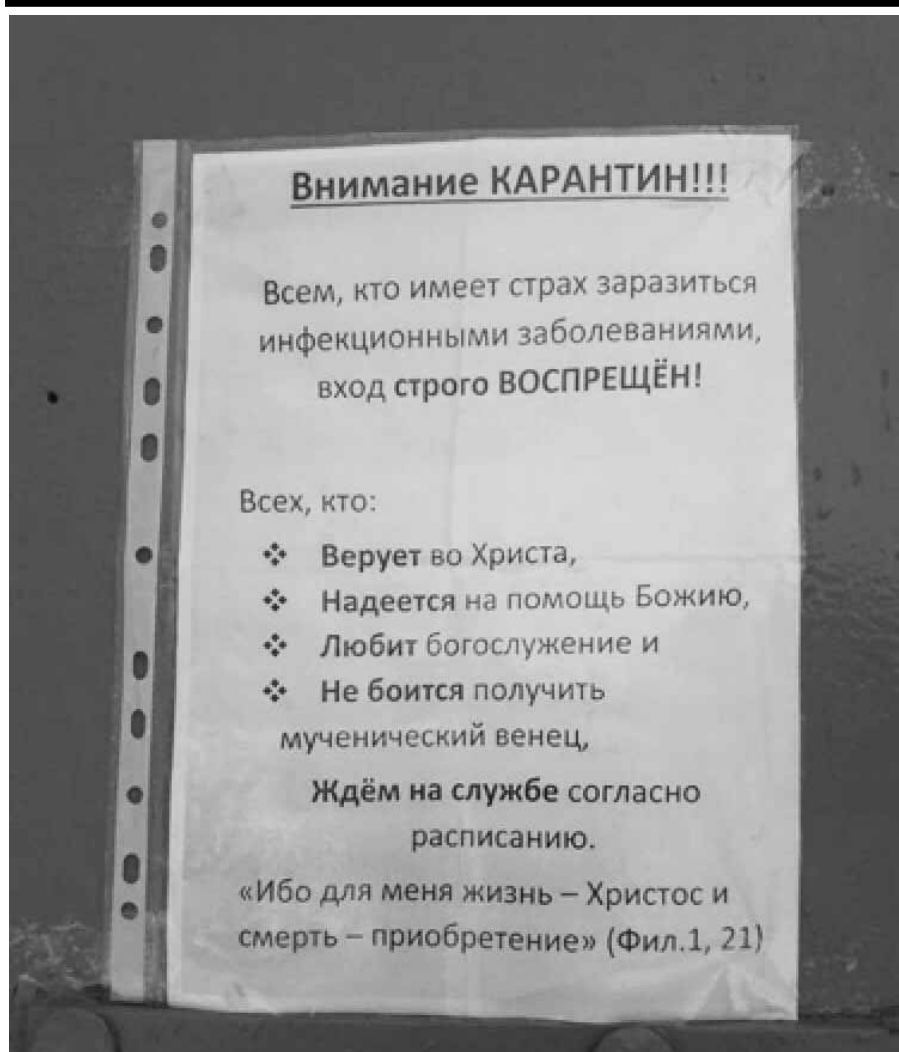 Внимание КАРАНТИН!!!
Всем, кто имеет страх заразиться
инфекционными заболеваниями,
вход строго ВОСПРЕЩЁН!
Всех, кто:
❖ Верует во Христа,
❖ Надеется на помощь Божию,
❖ Любит богослужение и
❖ Не боится получить
мученический венец,
Ждём на службе согласно
расписанию.
«Ибо для меня жизнь – Христос и
смерть – приобретение» (Фил.1, 21)